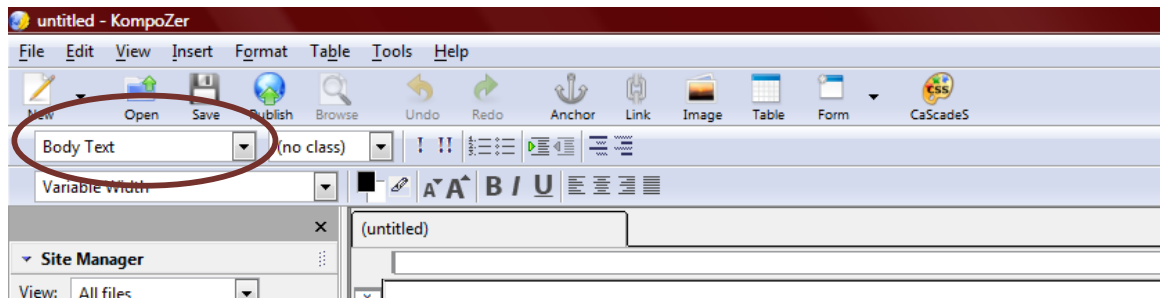 untitled - KompoZer
File Edit View Insert Format Table Tools Help
New Open Save Publish Browse Undo Redo Anchor Link Image Table Form CaScadeS
CSS
Body Text (no class) ! !!
Variable Width A A B I U
(untitled)
Site Manager
View: All files